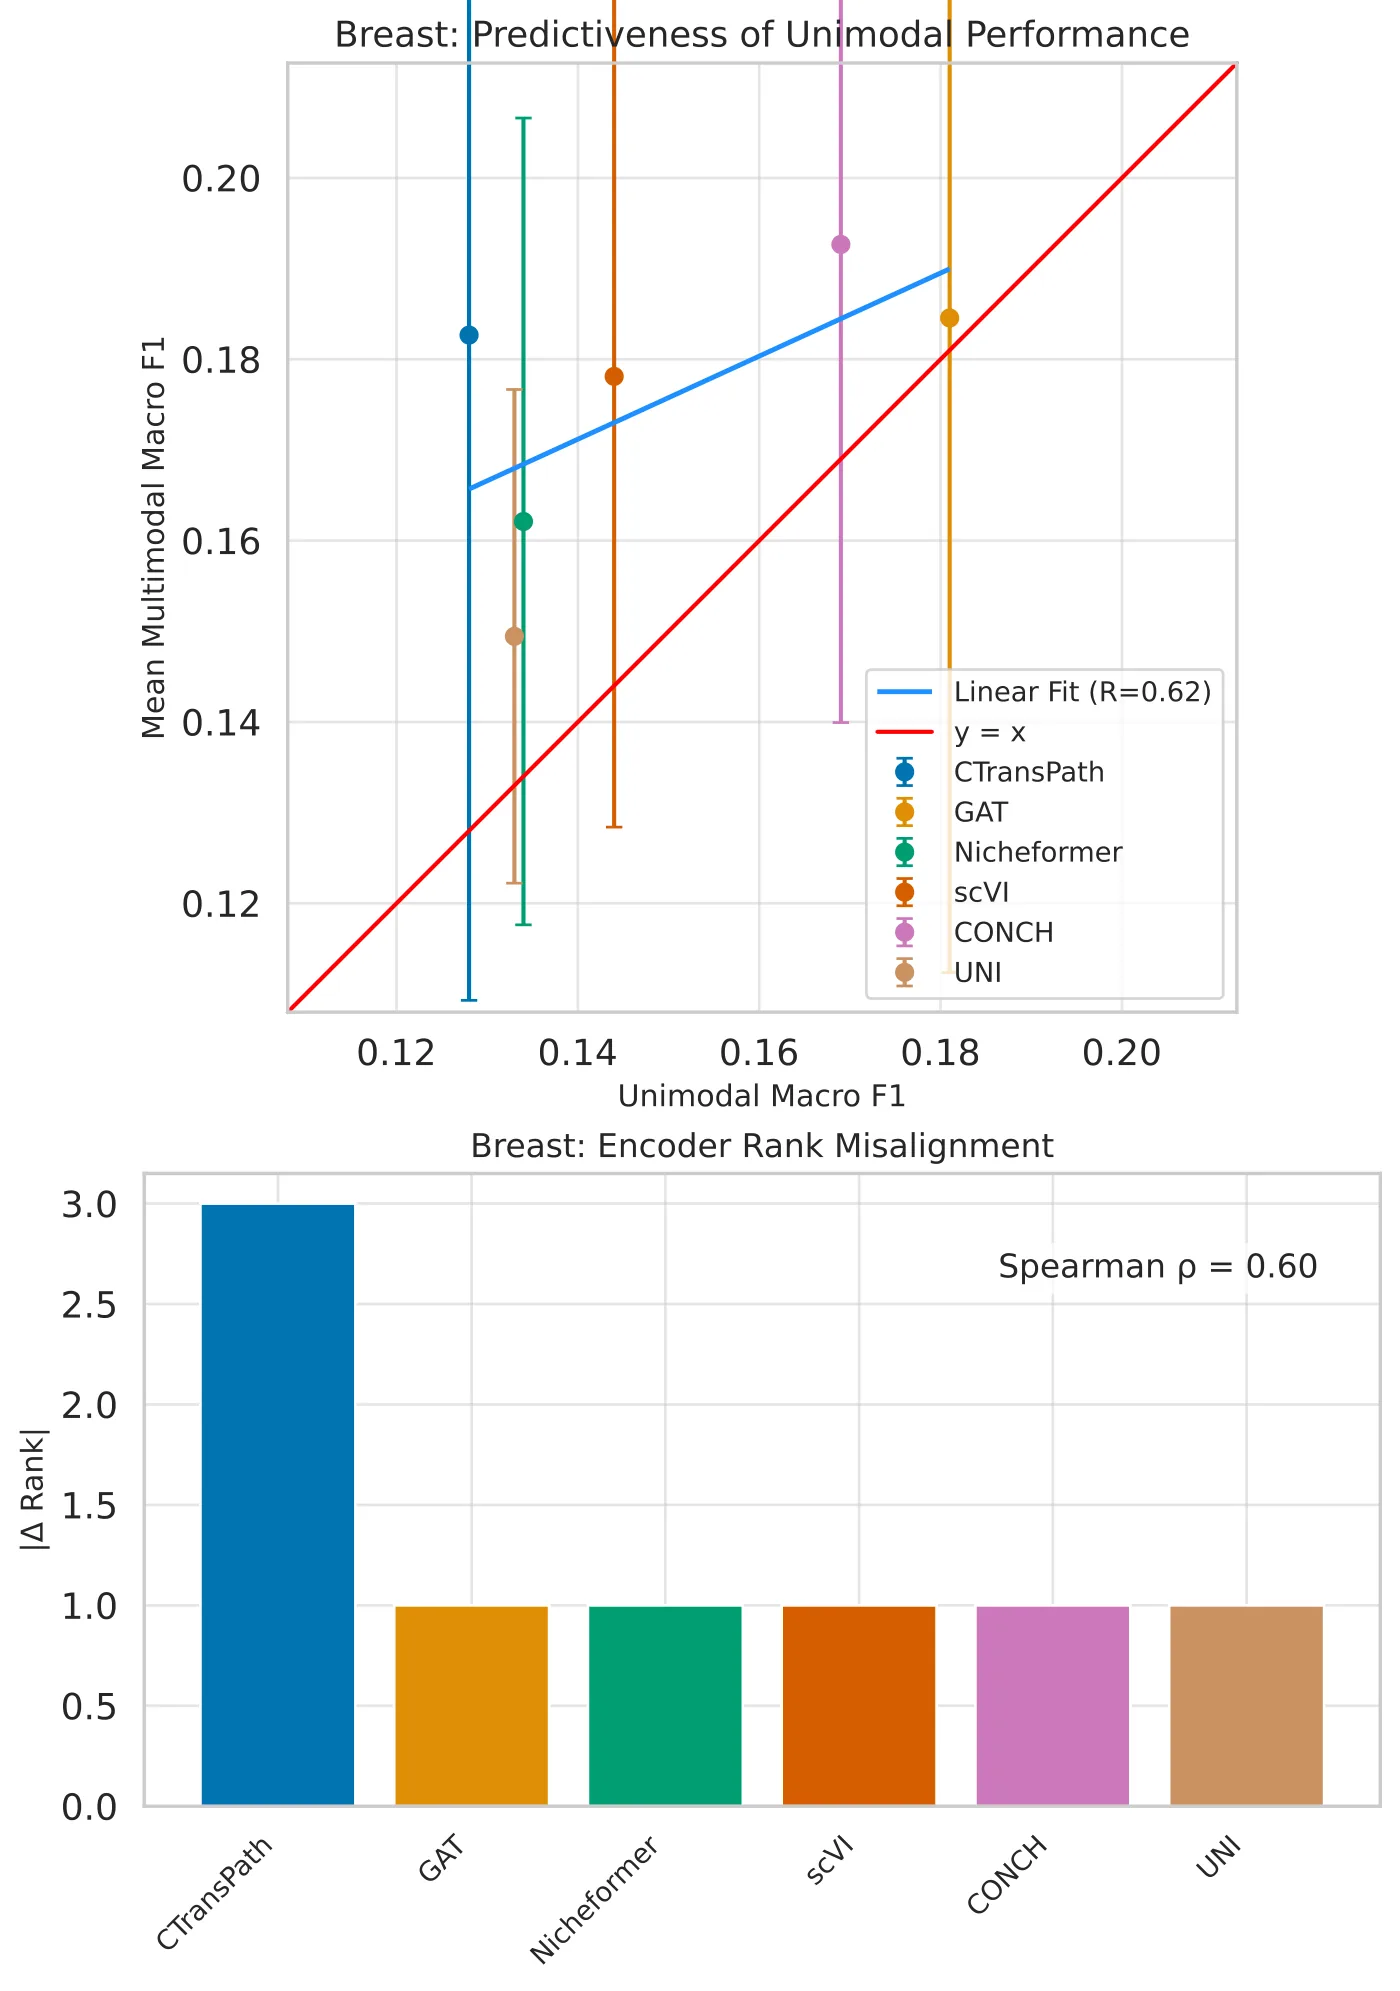 Breast: Predictiveness of Unimodal Performance
Mean Multimodal Macro F1
0.20
0.18
0.16
0.14
0.12
Linear Fit (R=0.62)
y = x
CTransPath
GAT
Nicheformer
scVI
CONCH
UNI
0.12 0.14 0.16 0.18 0.20
Unimodal Macro F1
Breast: Encoder Rank Misalignment
|Δ Rank|
3.0
2.5
2.0
1.5
1.0
0.5
0.0
Spearman ρ = 0.60
CTransPath GAT Nicheformer scVI CONCH UNI